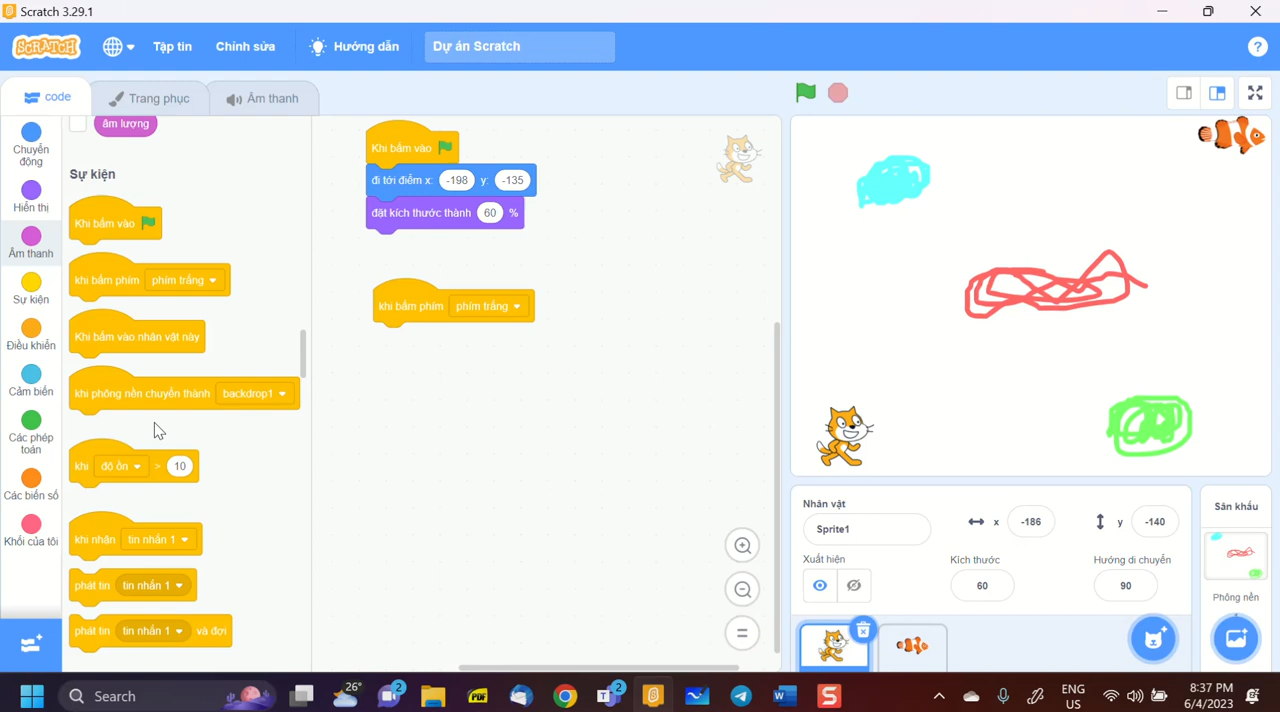 Scratch 3.29.1
SCRATCH
Tập tin
Chỉnh sửa
Hướng dẫn
Dự án Scratch
?
code
Trang phục
Âm thanh
Chuyển động
Hiển thị
Âm thanh
Sự kiện
Điều khiển
Cảm biến
Các phép toán
Các biến số
Khối của tôi
âm lượng
Sự kiện
Khi bấm vào
khi bấm phím phím trắng
Khi bấm vào nhân vật này
khi phông nền chuyển thành backdrop1
khi độ ồn > 10
khi nhận tin nhắn 1
phát tin tin nhắn 1
phát tin tin nhắn 1 và đợi
Khi bấm vào
đi tới điểm x: -198 y: -135
đặt kích thước thành 60 %
khi bấm phím phím trắng
Nhân vật
Sprite1
x -186
y -140
Xuất hiện
Kích thước
60
Hướng di chuyển
90
Sân khấu
Phông nền
Search
26°
2
PDF
2
W
S
ENG
US
8:37 PM
6/4/2023